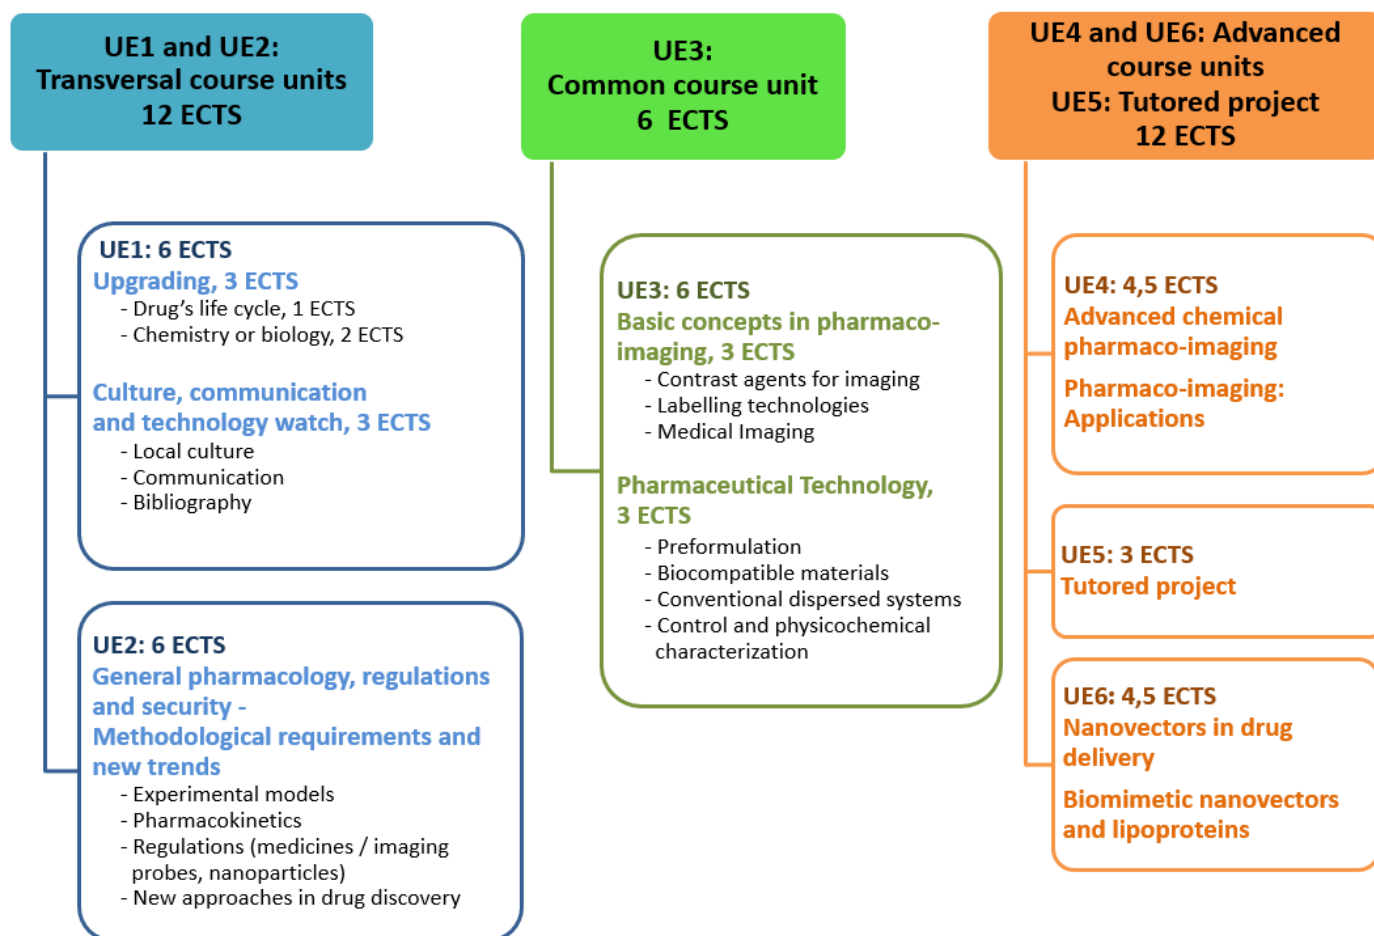 UE1 and UE2:
Transversal course units
12 ECTS
UE1: 6 ECTS
Upgrading, 3 ECTS
- Drug's life cycle, 1 ECTS
- Chemistry or biology, 2 ECTS
Culture, communication
and technology watch, 3 ECTS
- Local culture
- Communication
- Bibliography
UE2: 6 ECTS
General pharmacology, regulations
and security -
Methodological requirements and
new trends
- Experimental models
- Pharmacokinetics
- Regulations (medicines / imaging
probes, nanoparticles)
- New approaches in drug discovery
UE3:
Common course unit
6 ECTS
UE3: 6 ECTS
Basic concepts in pharmaco-
imaging, 3 ECTS
- Contrast agents for imaging
- Labelling technologies
- Medical Imaging
Pharmaceutical Technology,
3 ECTS
- Preformulation
- Biocompatible materials
- Conventional dispersed systems
- Control and physicochemical
characterization
UE4 and UE6: Advanced
course units
UE5: Tutored project
12 ECTS
UE4: 4,5 ECTS
Advanced chemical
pharmaco-imaging
Pharmaco-imaging:
Applications
UE5: 3 ECTS
Tutored project
UE6: 4,5 ECTS
Nanovectors in drug
delivery
Biomimetic nanovectors
and lipoproteins